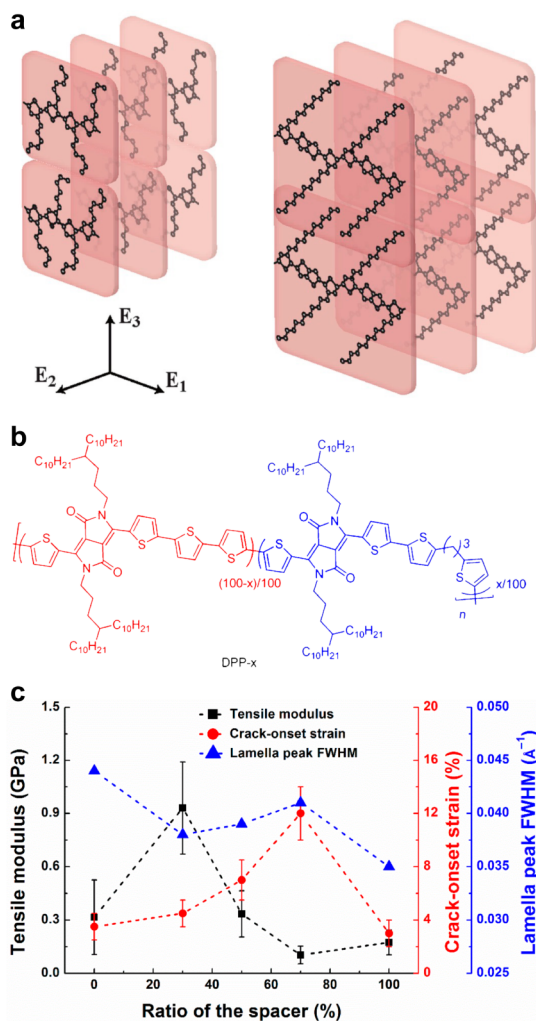 a
E3
E2
E1
b
C10H21
C10H21
C10H21
C10H21
N
O
S
S
S
S
S
O
N
(100-x)/100
C10H21
C10H21
N
O
S
S
S
S
O
N
3
x/100
n
C10H21
C10H21
DPP-x
c
Tensile modulus
Crack-onset strain
Lamella peak FWHM
Tensile modulus (GPa)
1.5
1.2
0.9
0.6
0.3
0.0
Crack-onset strain (%)
20
16
12
8
4
0
Lamella peak FWHM (Å−1)
0.050
0.045
0.040
0.035
0.030
0.025
0 20 40 60 80 100
Ratio of the spacer (%)